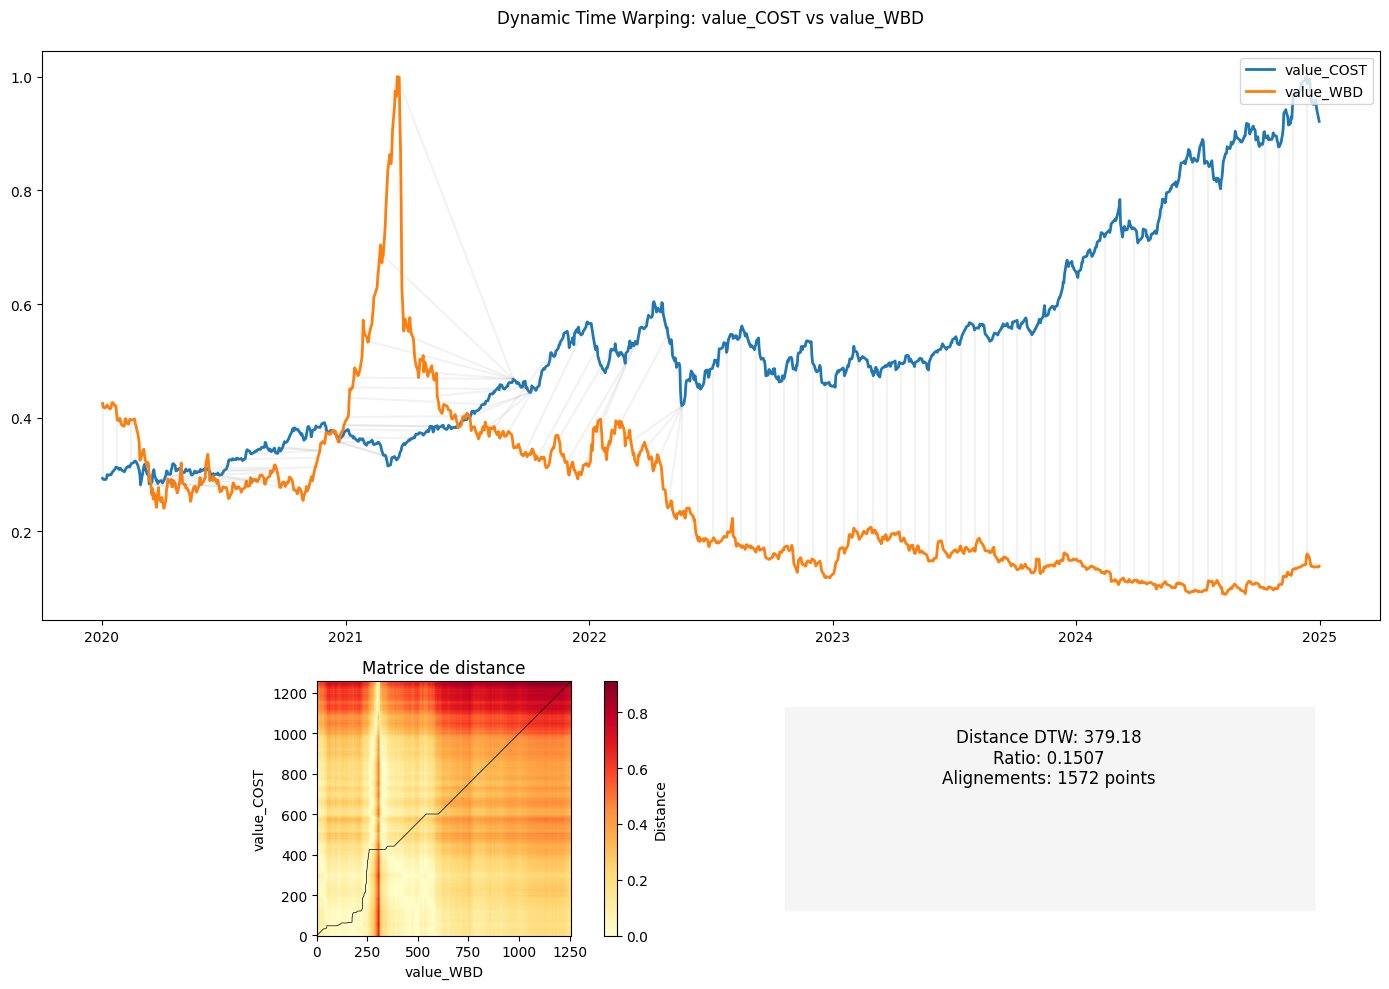 Dynamic Time Warping: value_COST vs value_WBD
value_COST
value_WBD
1.0
0.8
0.6
0.4
0.2
2020 2021 2022 2023 2024 2025
Matrice de distance
1200
1000
800
600
400
200
0
value_COST
0 250 500 750 1000 1250
value_WBD
0.8
0.6
0.4
0.2
0.0
Distance
Distance DTW: 379.18
Ratio: 0.1507
Alignements: 1572 points